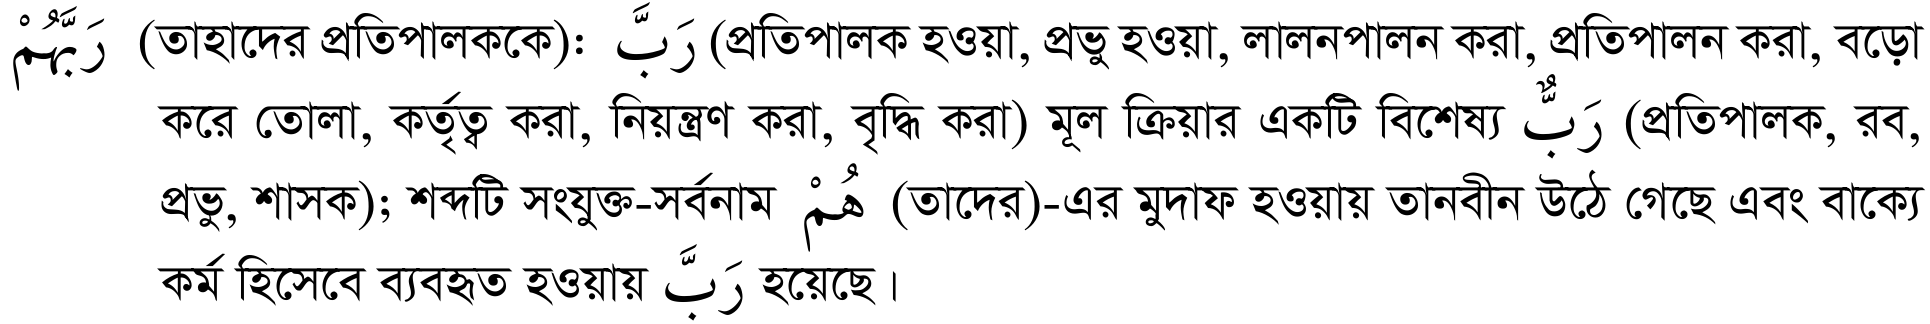 رَبَّهُمْ (তাহাদের প্রতিপালককে): رَبَّ (প্রতিপালক হওয়া, প্রভু হওয়া, লালনপালন করা, প্রতিপালন করা, বড়ো
করে তোলা, কর্তৃত্ব করা, নিয়ন্ত্রণ করা, বৃদ্ধি করা) মূল ক্রিয়ার একটি বিশেষ্য رَبٌّ (প্রতিপালক, রব,
প্রভু, শাসক); শব্দটি সংযুক্ত-সর্বনাম هُمْ (তাদের)-এর মুদাফ হওয়ায় তানবীন উঠে গেছে এবং বাক্যে
কর্ম হিসেবে ব্যবহৃত হওয়ায় رَبَّ হয়েছে।